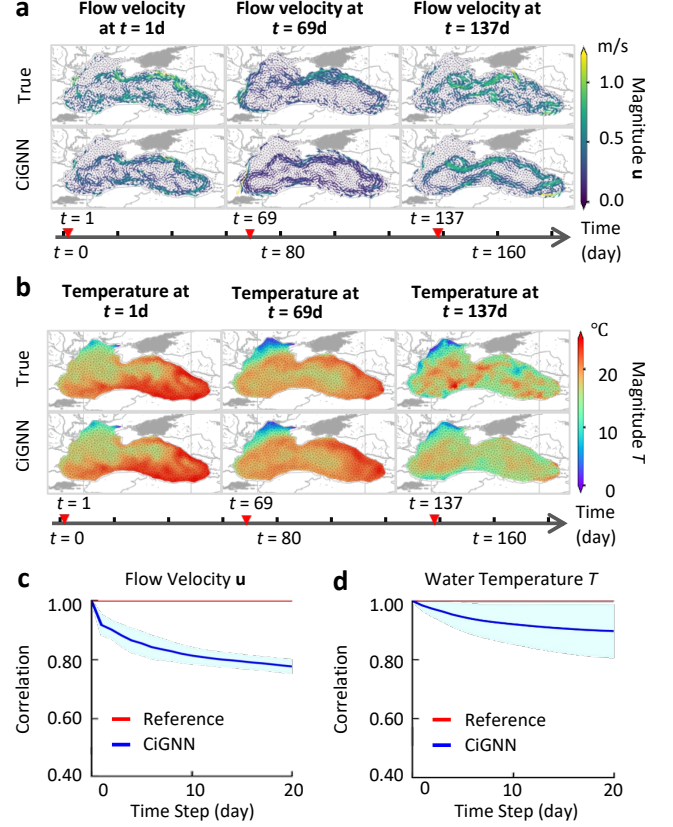 a
Flow velocity at t = 1d
Flow velocity at t = 69d
Flow velocity at t = 137d
m/s
True
CiGNN
1.0
0.5
0.0
Magnitude u
t = 1
t = 69
t = 137
t = 0
t = 80
t = 160
Time (day)
b
Temperature at t = 1d
Temperature at t = 69d
Temperature at t = 137d
°C
True
CiGNN
20
10
0
Magnitude T
t = 1
t = 69
t = 137
t = 0
t = 80
t = 160
Time (day)
c
Flow Velocity u
Correlation
1.00
0.80
0.60
0.40
Reference
CiGNN
0
10
20
Time Step (day)
d
Water Temperature T
Correlation
1.00
0.80
0.60
0.40
Reference
CiGNN
0
10
20
Time Step (day)